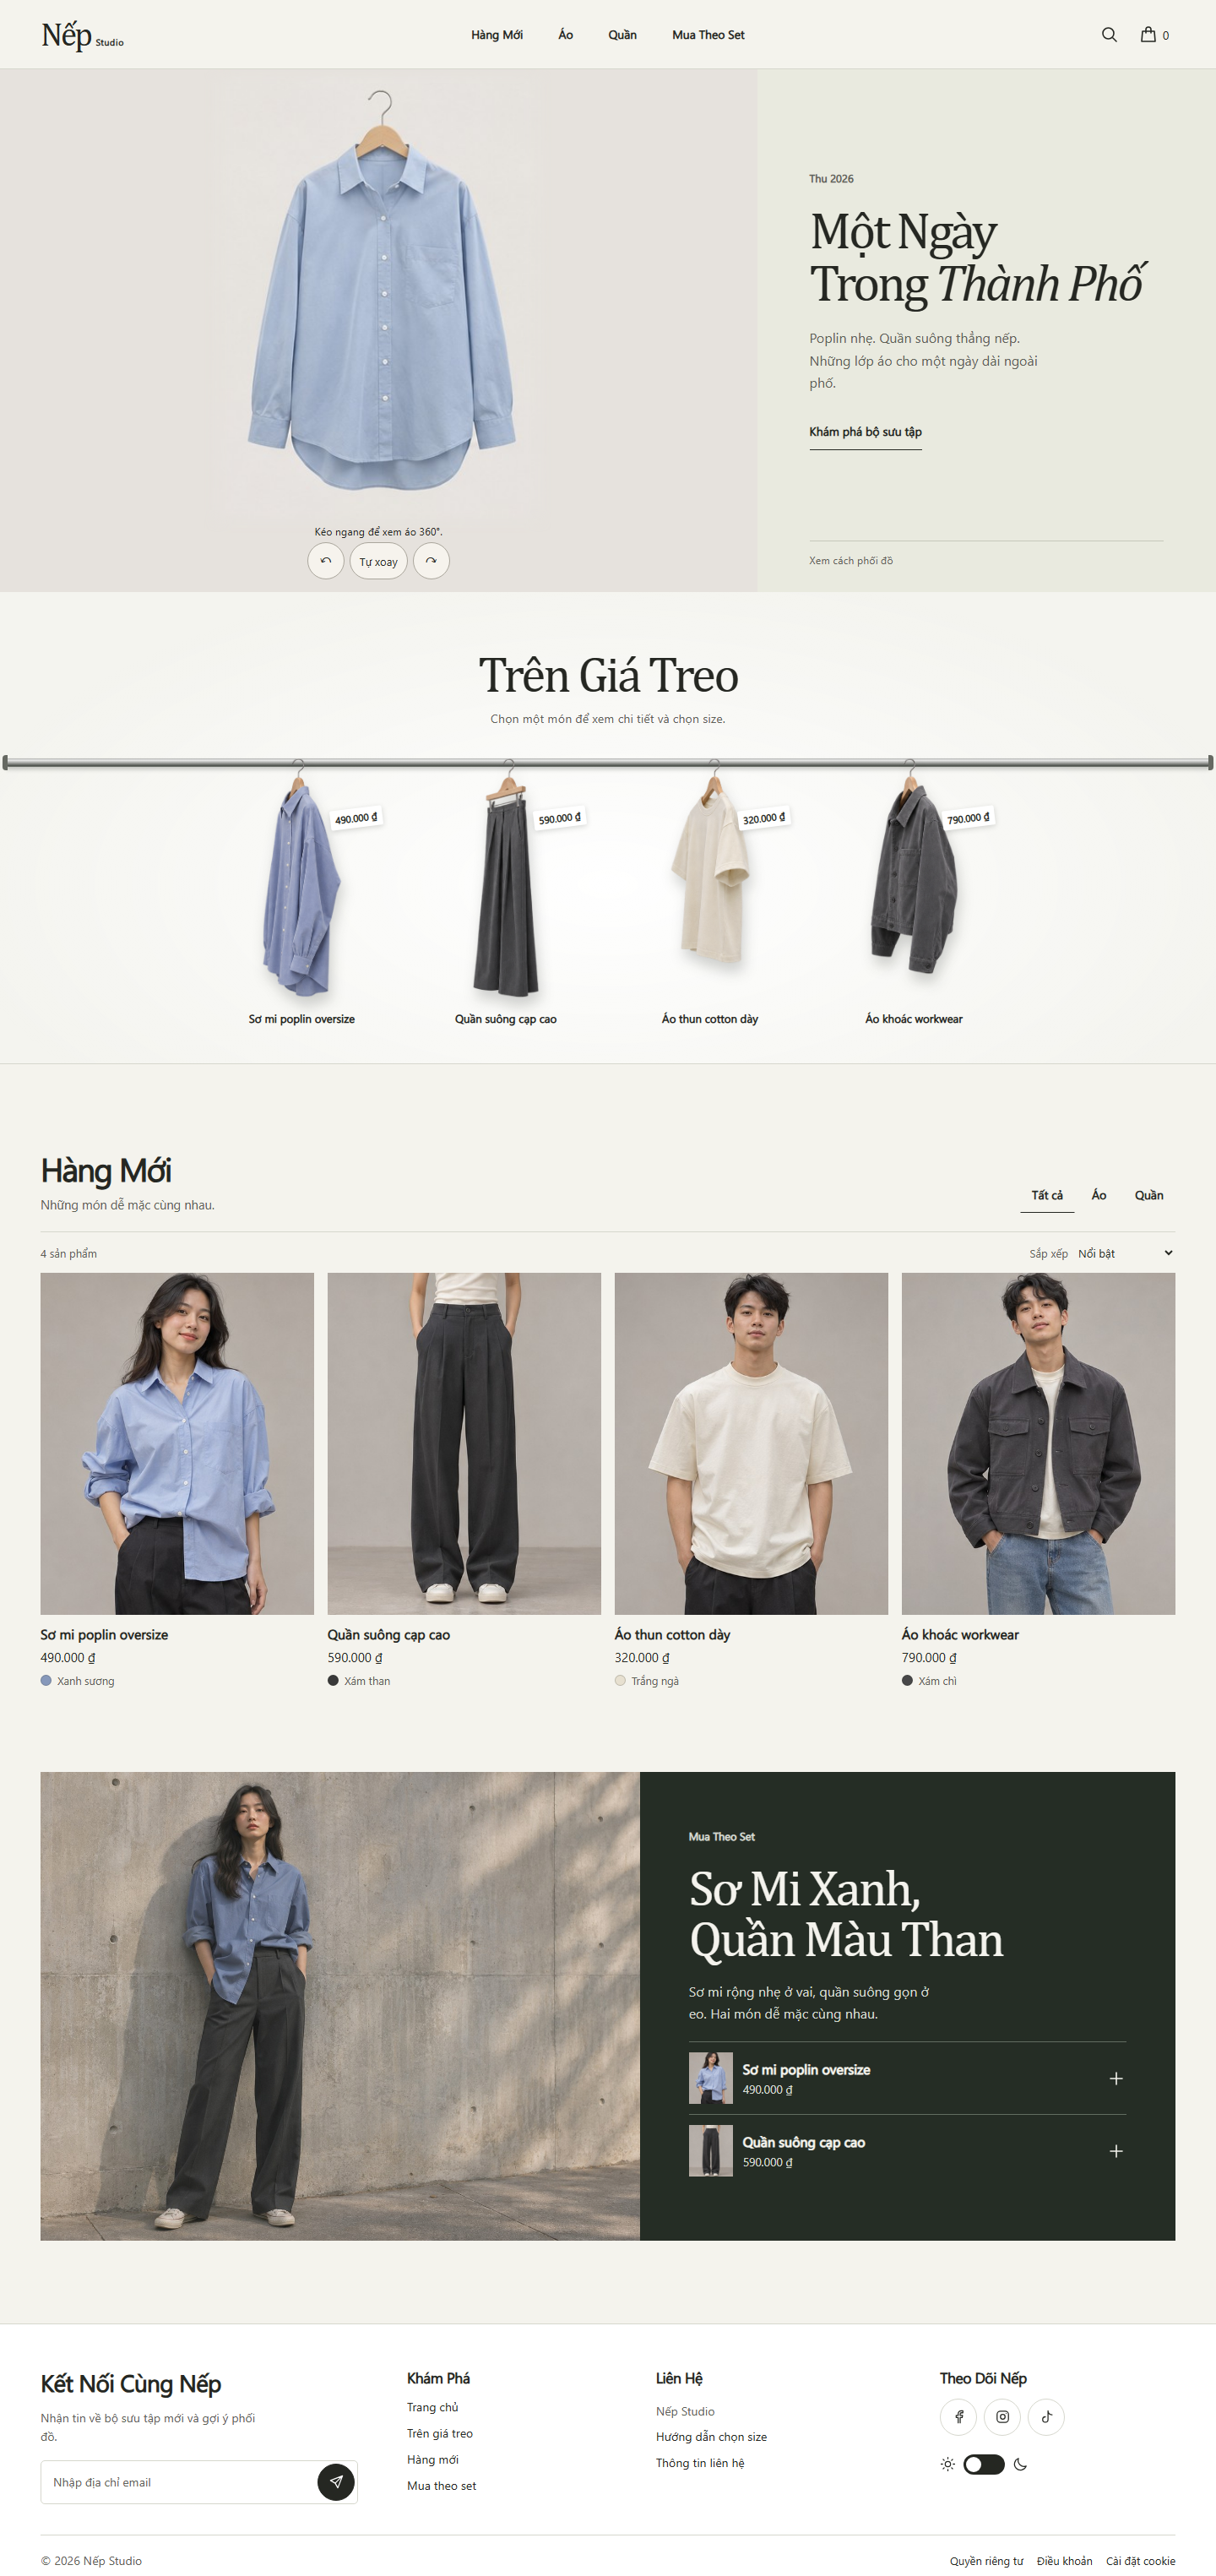 Nếp Studio
Hàng Mới
Áo
Quần
Mua Theo Set
0
Thu 2026
Một Ngày
Trong Thành Phố
Poplin nhẹ. Quần suông thẳng nếp.
Những lớp áo cho một ngày dài ngoài
phố.
Khám phá bộ sưu tập
Kéo ngang để xem áo 360°.
Tự xoay
Xem cách phối đồ
Trên Giá Treo
Chọn một món để xem chi tiết và chọn size.
490.000 ₫
590.000 ₫
320.000 ₫
790.000 ₫
Sơ mi poplin oversize
Quần suông cạp cao
Áo thun cotton dày
Áo khoác workwear
Hàng Mới
Những món dễ mặc cùng nhau.
Tất cả
Áo
Quần
4 sản phẩm
Sắp xếp
Nổi bật
Sơ mi poplin oversize
490.000 ₫
Xanh sương
Quần suông cạp cao
590.000 ₫
Xám than
Áo thun cotton dày
320.000 ₫
Trắng ngà
Áo khoác workwear
790.000 ₫
Xám chì
Mua Theo Set
Sơ Mi Xanh,
Quần Màu Than
Sơ mi rộng nhẹ ở vai, quần suông gọn ở
eo. Hai món dễ mặc cùng nhau.
Sơ mi poplin oversize
490.000 ₫
Quần suông cạp cao
590.000 ₫
Kết Nối Cùng Nếp
Nhận tin về bộ sưu tập mới và gợi ý phối
đồ.
Nhập địa chỉ email
Khám Phá
Trang chủ
Trên giá treo
Hàng mới
Mua theo set
Liên Hệ
Nếp Studio
Hướng dẫn chọn size
Thông tin liên hệ
Theo Dõi Nếp
© 2026 Nếp Studio
Quyền riêng tư
Điều khoản
Cài đặt cookie